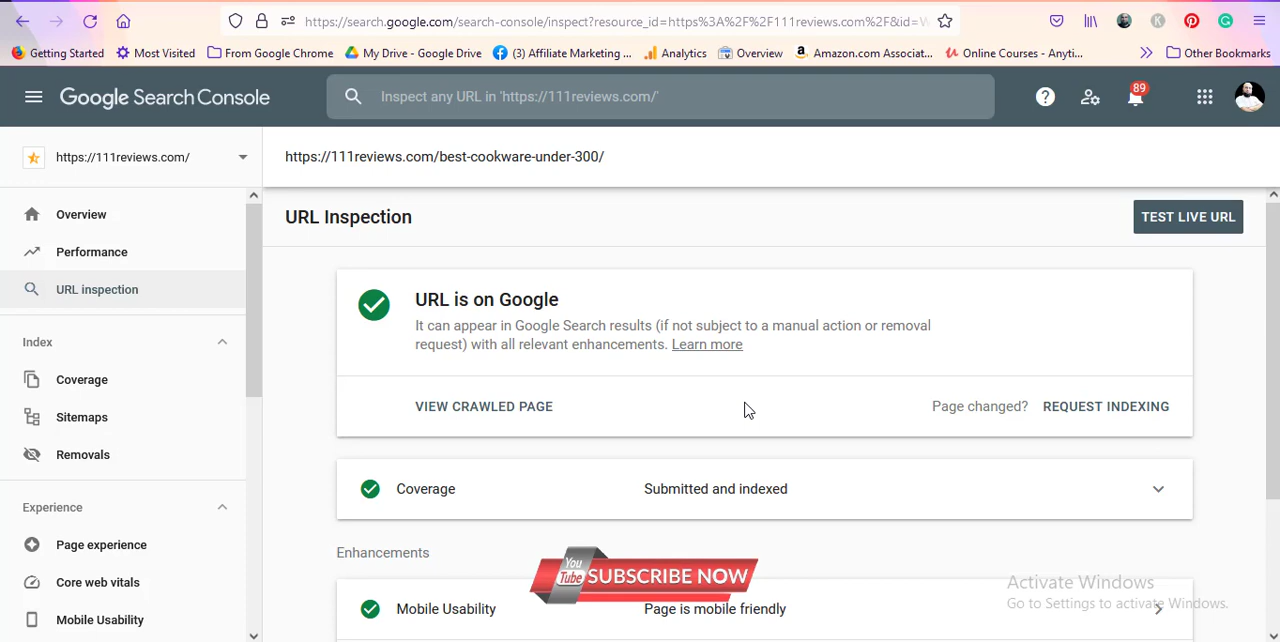 https://search.google.com/search-console/inspect?resource_id=https%3A%2F%2F111reviews.com%2F&id=
Getting Started Most Visited From Google Chrome My Drive - Google Drive (3) Affiliate Marketing ... Analytics Overview Amazon.com Associat... Online Courses - Anyti... Other Bookmarks
Google Search Console Inspect any URL in 'https://111reviews.com/' 89
https://111reviews.com/ https://111reviews.com/best-cookware-under-300/
Overview
Performance
URL inspection
Index
Coverage
Sitemaps
Removals
Experience
Page experience
Core web vitals
Mobile Usability
URL Inspection TEST LIVE URL
URL is on Google
It can appear in Google Search results (if not subject to a manual action or removal
request) with all relevant enhancements. Learn more
VIEW CRAWLED PAGE Page changed? REQUEST INDEXING
Coverage Submitted and indexed
Enhancements
You
Tube SUBSCRIBE NOW
Mobile Usability Page is mobile friendly
Activate Windows
Go to Settings to activate Windows.